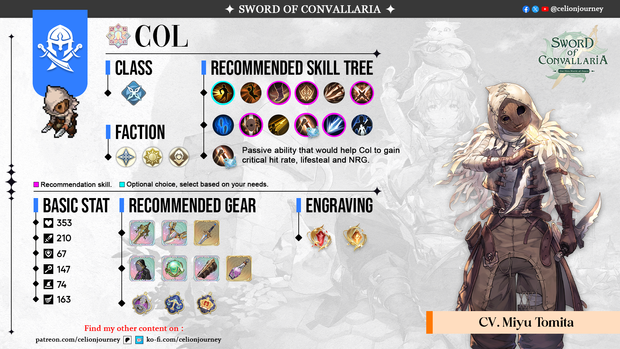 SWORD OF CONVALLARIA
@celionjourney
COL
SWORD
OF
CONVALLARIA
CLASS
RECOMMENDED SKILL TREE
FACTION
Passive ability that would help Col to gain
critical hit rate, lifesteal and NRG.
Recommendation skill.
Optional choice, select based on your needs.
BASIC STAT
RECOMMENDED GEAR
ENGRAVING
353
210
67
147
74
163
CV. Miyu Tomita
Find my other content on :
patreon.com/celionjourney
ko-fi.com/celionjourney